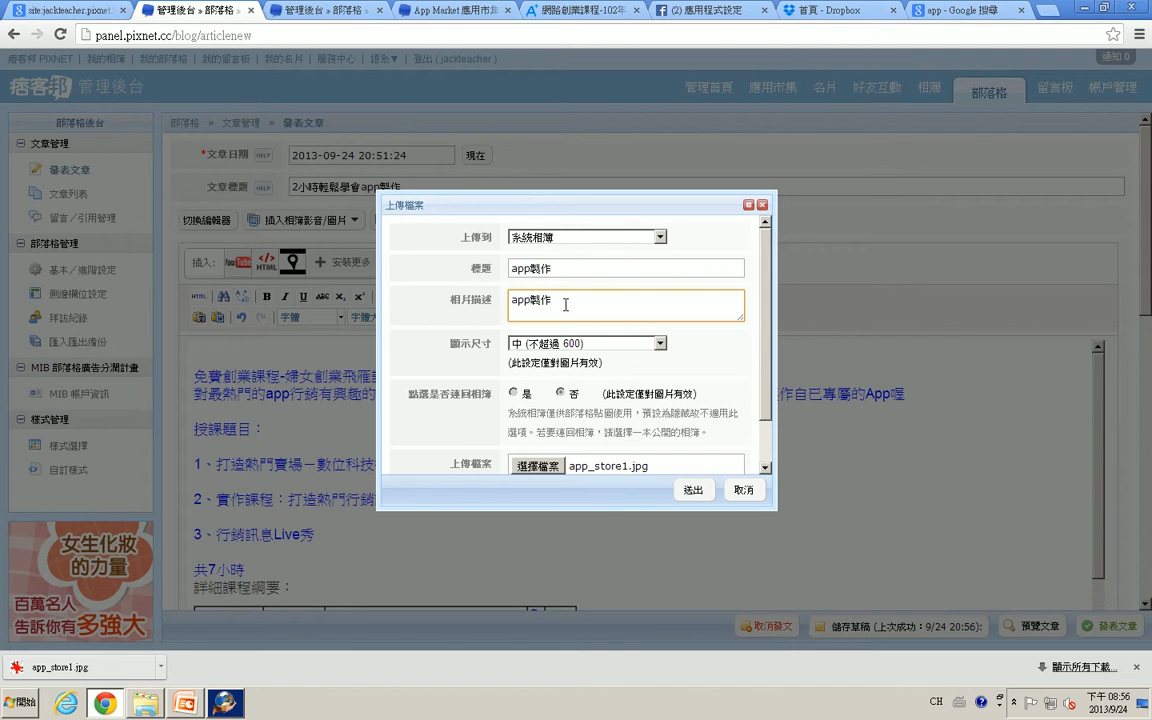 site:jackteacher.pixnet.
管理後台 » 部落格
管理後台 » 部落格
App Market 應用市集
網路創業課程-102年
(2) 應用程式設定
首頁 - Dropbox
app - Google 搜尋
panel.pixnet.cc/blog/articlenew
痞客邦 PIXNET
我的相簿
我的部落格
我的留言板
我的名片
服務中心
語系▼
登出 ( jackteacher )
通知 0
痞客邦 管理後台
管理首頁
應用市集
名片
好友互動
相簿
部落格
留言板
帳戶管理
部落格後台
部落格 » 文章管理 » 發表文章
文章管理
發表文章
文章列表
留言／引用管理
部落格管理
基本／進階設定
側邊欄位設定
拜訪紀錄
匯入匯出備份
MIB 部落格廣告分潤計畫
MIB 帳戶資訊
樣式管理
樣式選擇
自訂樣式
女生化妝
的力量
百萬名人
告訴你有多強大
*文章日期
HELP
2013-09-24 20:51:24
現在
文章標題
HELP
2小時輕鬆學會app製作
切換編輯器
插入相簿影音/圖片 ▼
插入:
YouTube
HTML
安裝更多
HTML
B I U ABC X₂ X²
字體
字體大
上傳檔案
上傳到
系統相簿
標題
app製作
相片描述
app製作
顯示尺寸
中 (不超過 600)
(此設定僅對圖片有效)
點選是否連回相簿
是
否
(此設定僅對圖片有效)
系統相簿僅供部落格貼圖使用，預設為隱藏故不適用此
選項。若要連回相簿，請選擇一本公開的相簿。
上傳檔案
選擇檔案
app_store1.jpg
送出
取消
免費創業課程-婦女創業飛雁
對最熱門的app行銷有興趣的
作自已專屬的App喔
授課題目：
1、打造熱門賣場－數位科技
2、實作課程：打造熱門行銷
3、行銷訊息Live秀
共7小時
詳細課程綱要：
取消發文
儲存草稿 (上次成功：9/24 20:56):
預覽文章
發表文章
app_store1.jpg
顯示所有下載...
開始
CH
下午 08:56
2013/9/24